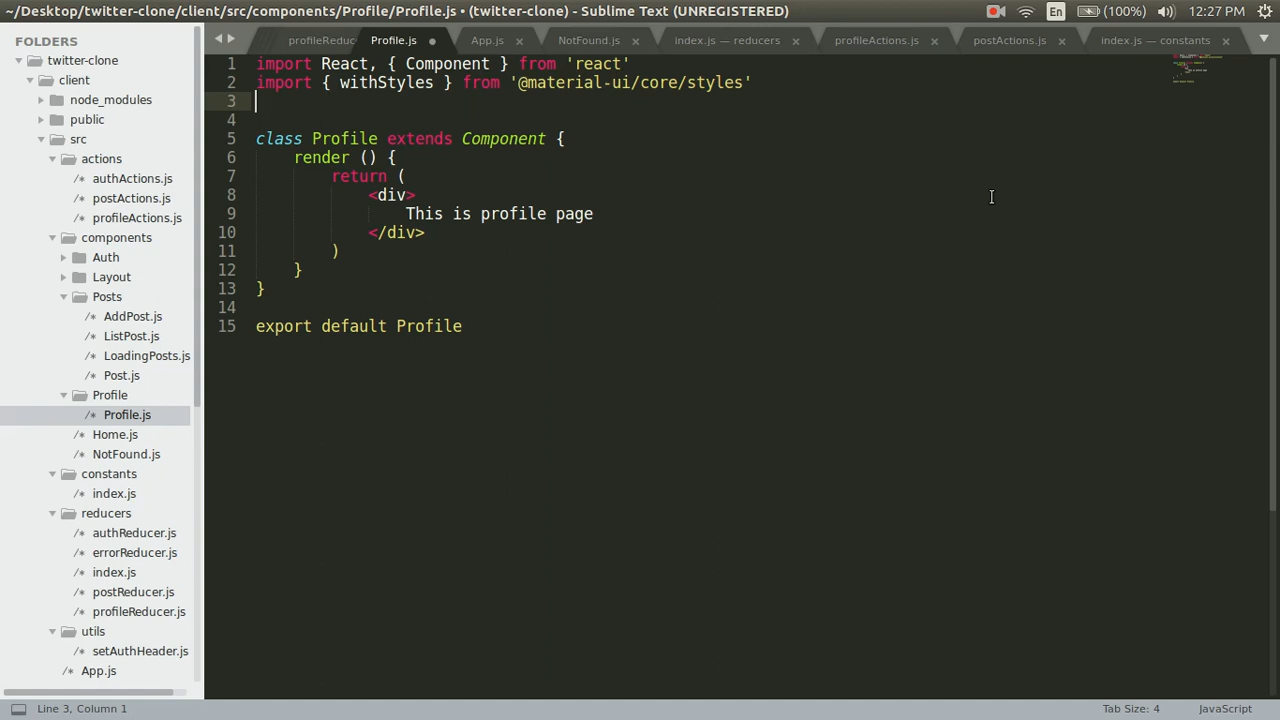 ~/Desktop/twitter-clone/client/src/components/Profile/Profile.js • (twitter-clone) - Sublime Text (UNREGISTERED)
En
(100%)
12:27 PM
FOLDERS
twitter-clone
client
node_modules
public
src
actions
authActions.js
postActions.js
profileActions.js
components
Auth
Layout
Posts
AddPost.js
ListPost.js
LoadingPosts.js
Post.js
Profile
Profile.js
Home.js
NotFound.js
constants
index.js
reducers
authReducer.js
errorReducer.js
index.js
postReducer.js
profileReducer.js
utils
setAuthHeader.js
App.js
profileReduc
Profile.js
App.js
NotFound.js
index.js — reducers
profileActions.js
postActions.js
index.js — constants
1 import React, { Component } from 'react'
2 import { withStyles } from '@material-ui/core/styles'
3
4
5 class Profile extends Component {
6 render () {
7 return (
8 <div>
9 This is profile page
10 </div>
11 )
12 }
13 }
14
15 export default Profile
Line 3, Column 1
Tab Size: 4
JavaScript